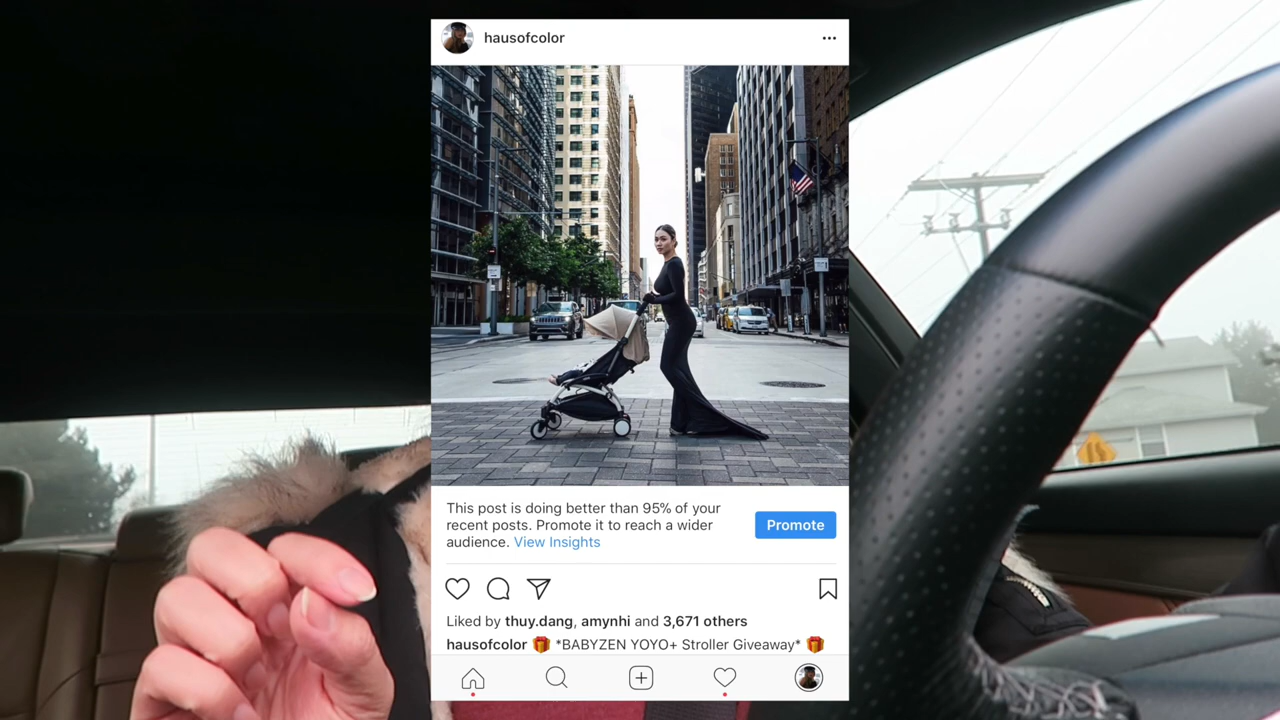 hausofcolor
This post is doing better than 95% of your
recent posts. Promote it to reach a wider
audience. View Insights
Promote
Liked by thuy.dang, amynhi and 3,671 others
hausofcolor 🎁 *BABYZEN YOYO+ Stroller Giveaway* 🎁